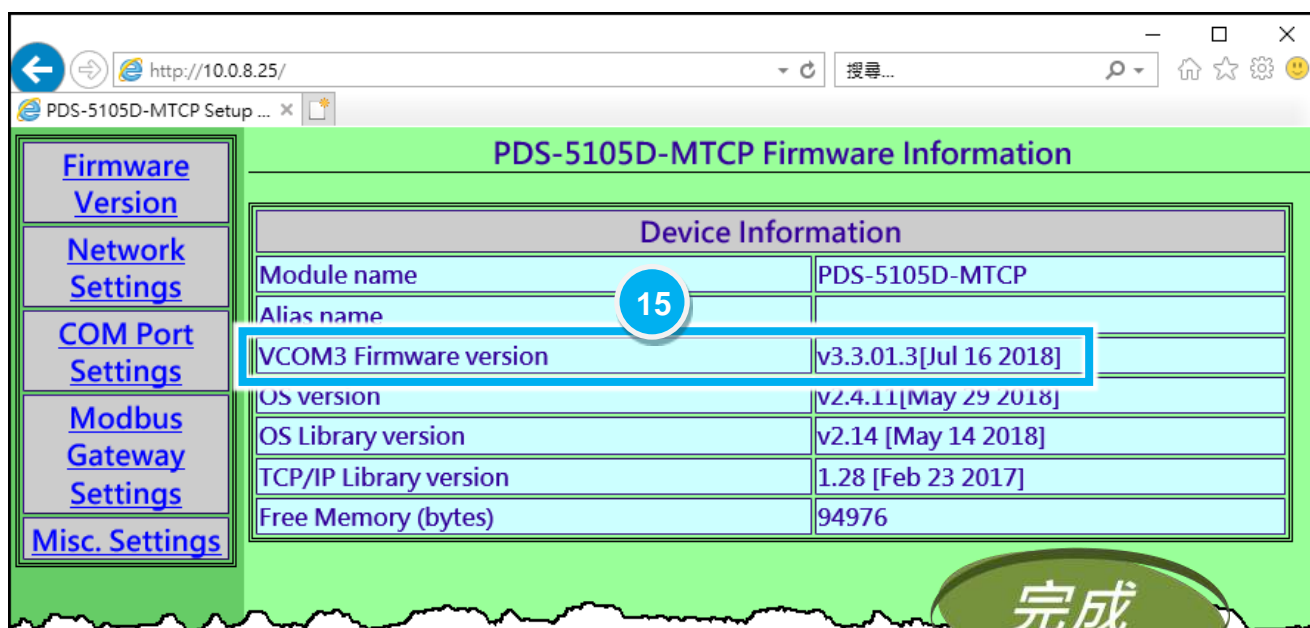 http://10.0.8.25/
搜尋...
PDS-5105D-MTCP Setup ...
Firmware
Version
Network
Settings
COM Port
Settings
Modbus
Gateway
Settings
Misc. Settings
PDS-5105D-MTCP Firmware Information
Device Information
Module name PDS-5105D-MTCP
15
Alias name
VCOM3 Firmware version v3.3.01.3[Jul 16 2018]
OS version v2.4.11[May 29 2018]
OS Library version v2.14 [May 14 2018]
TCP/IP Library version 1.28 [Feb 23 2017]
Free Memory (bytes) 94976
完成